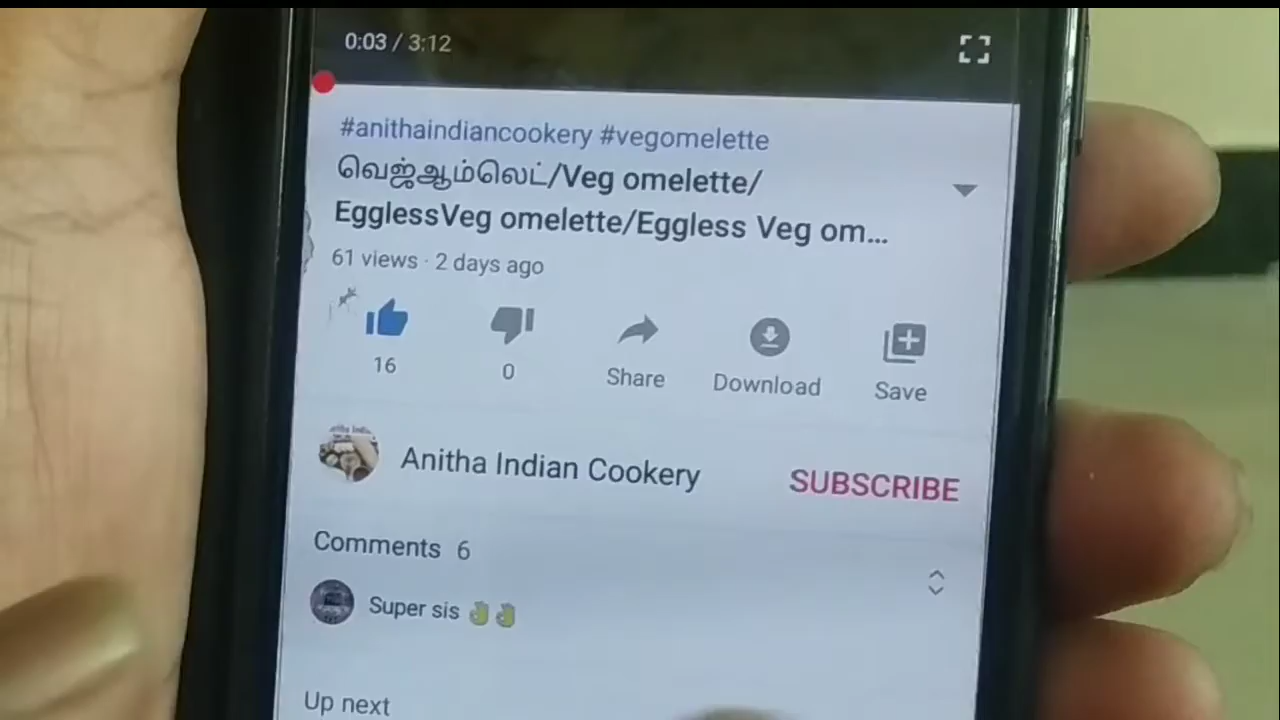 0:03 / 3:12
#anithaindiancookery #vegomelette
வெஜ்ஆம்லெட்/Veg omelette/
EgglessVeg omelette/Eggless Veg om...
61 views · 2 days ago
16
0
Share
Download
Save
Anitha Indian Cookery
SUBSCRIBE
Comments 6
Super sis 👌👌
Up next